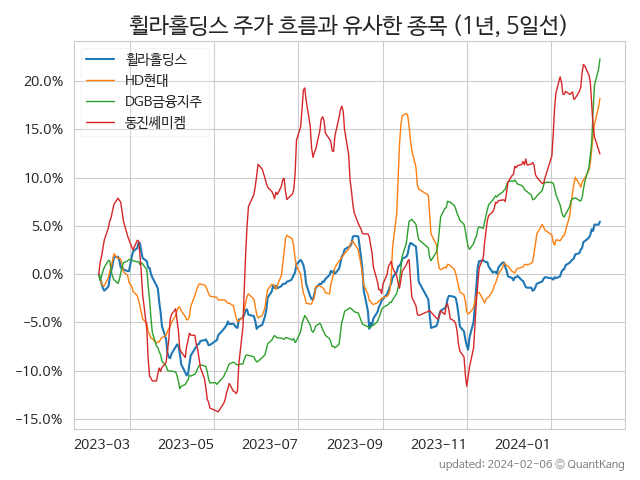 휠라홀딩스 주가 흐름과 유사한 종목 (1년, 5일선)
휠라홀딩스
HD현대
DGB금융지주
동진쎄미켐
20.0%
15.0%
10.0%
5.0%
0.0%
−5.0%
−10.0%
−15.0%
2023-03 2023-05 2023-07 2023-09 2023-11 2024-01
updated: 2024-02-06 © QuantKang